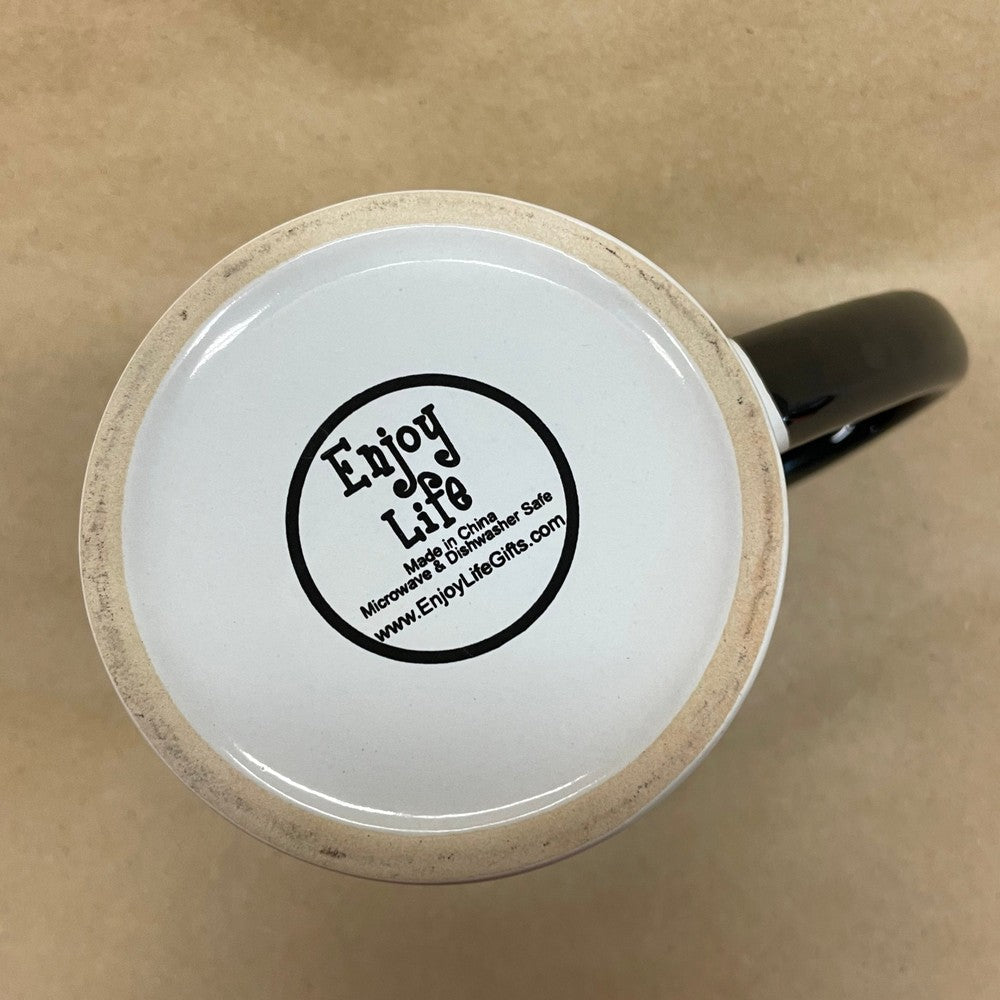 Enjoy
Life
Made in China
Microwave & Dishwasher Safe
www.EnjoyLifeGifts.com